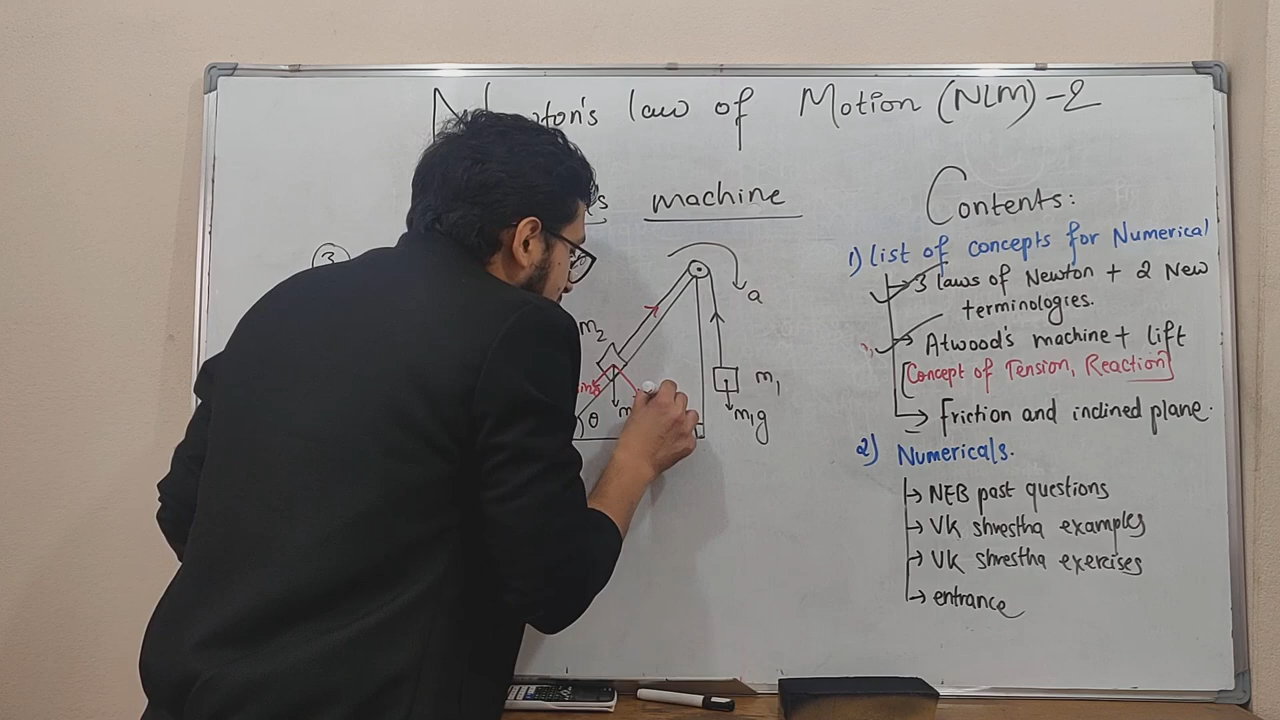 Newton's law of Motion (NLM)-2
machine
3
a
m2
m1
θ
m1g
Contents:
1) list of concepts for Numerical
3 laws of Newton + 2 New
terminologies.
Atwood's machine + lift
[Concept of Tension, Reaction]
→ friction and inclined plane.
2) Numericals.
→ NEB past questions
→ VK shrestha examples
→ VK shrestha exercises
→ entrance